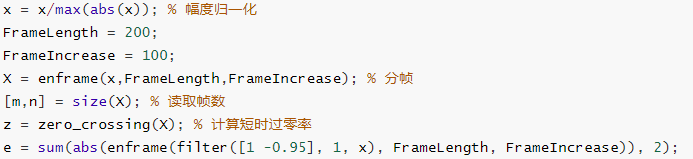 x = x/max(abs(x)); % 幅度归一化
FrameLength = 200;
FrameIncrease = 100;
X = enframe(x,FrameLength,FrameIncrease); % 分帧
[m,n] = size(X); % 读取帧数
z = zero_crossing(X); % 计算短时过零率
e = sum(abs(enframe(filter([1 -0.95], 1, x), FrameLength, FrameIncrease)), 2);